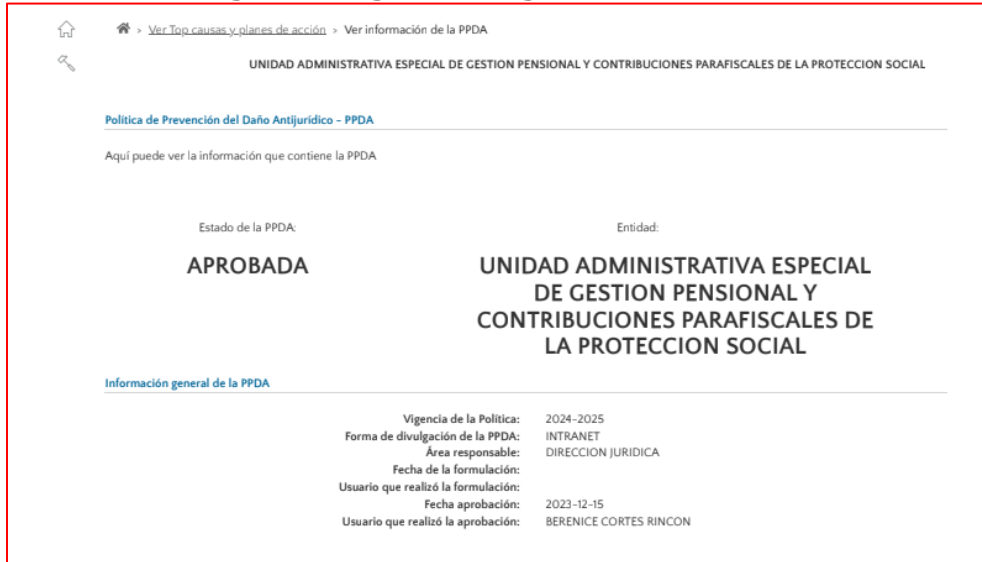 > Ver Top causas y planes de acción > Ver información de la PPDA
UNIDAD ADMINISTRATIVA ESPECIAL DE GESTION PENSIONAL Y CONTRIBUCIONES PARAFISCALES DE LA PROTECCION SOCIAL
Política de Prevención del Daño Antijurídico - PPDA
Aquí puede ver la información que contiene la PPDA
Estado de la PPDA:
APROBADA
Entidad:
UNIDAD ADMINISTRATIVA ESPECIAL
DE GESTION PENSIONAL Y
CONTRIBUCIONES PARAFISCALES DE
LA PROTECCION SOCIAL
Información general de la PPDA
Vigencia de la Política: 2024-2025
Forma de divulgación de la PPDA: INTRANET
Área responsable: DIRECCION JURIDICA
Fecha de la formulación:
Usuario que realizó la formulación:
Fecha aprobación: 2023-12-15
Usuario que realizó la aprobación: BERENICE CORTES RINCON